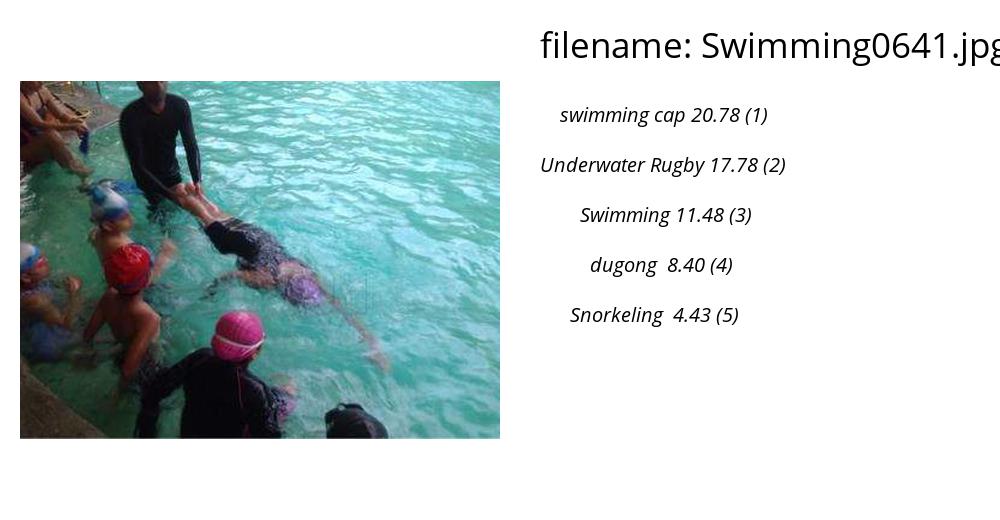 filename: Swimming0641.jpg
swimming cap 20.78 (1)
Underwater Rugby 17.78 (2)
Swimming 11.48 (3)
dugong 8.40 (4)
Snorkeling 4.43 (5)